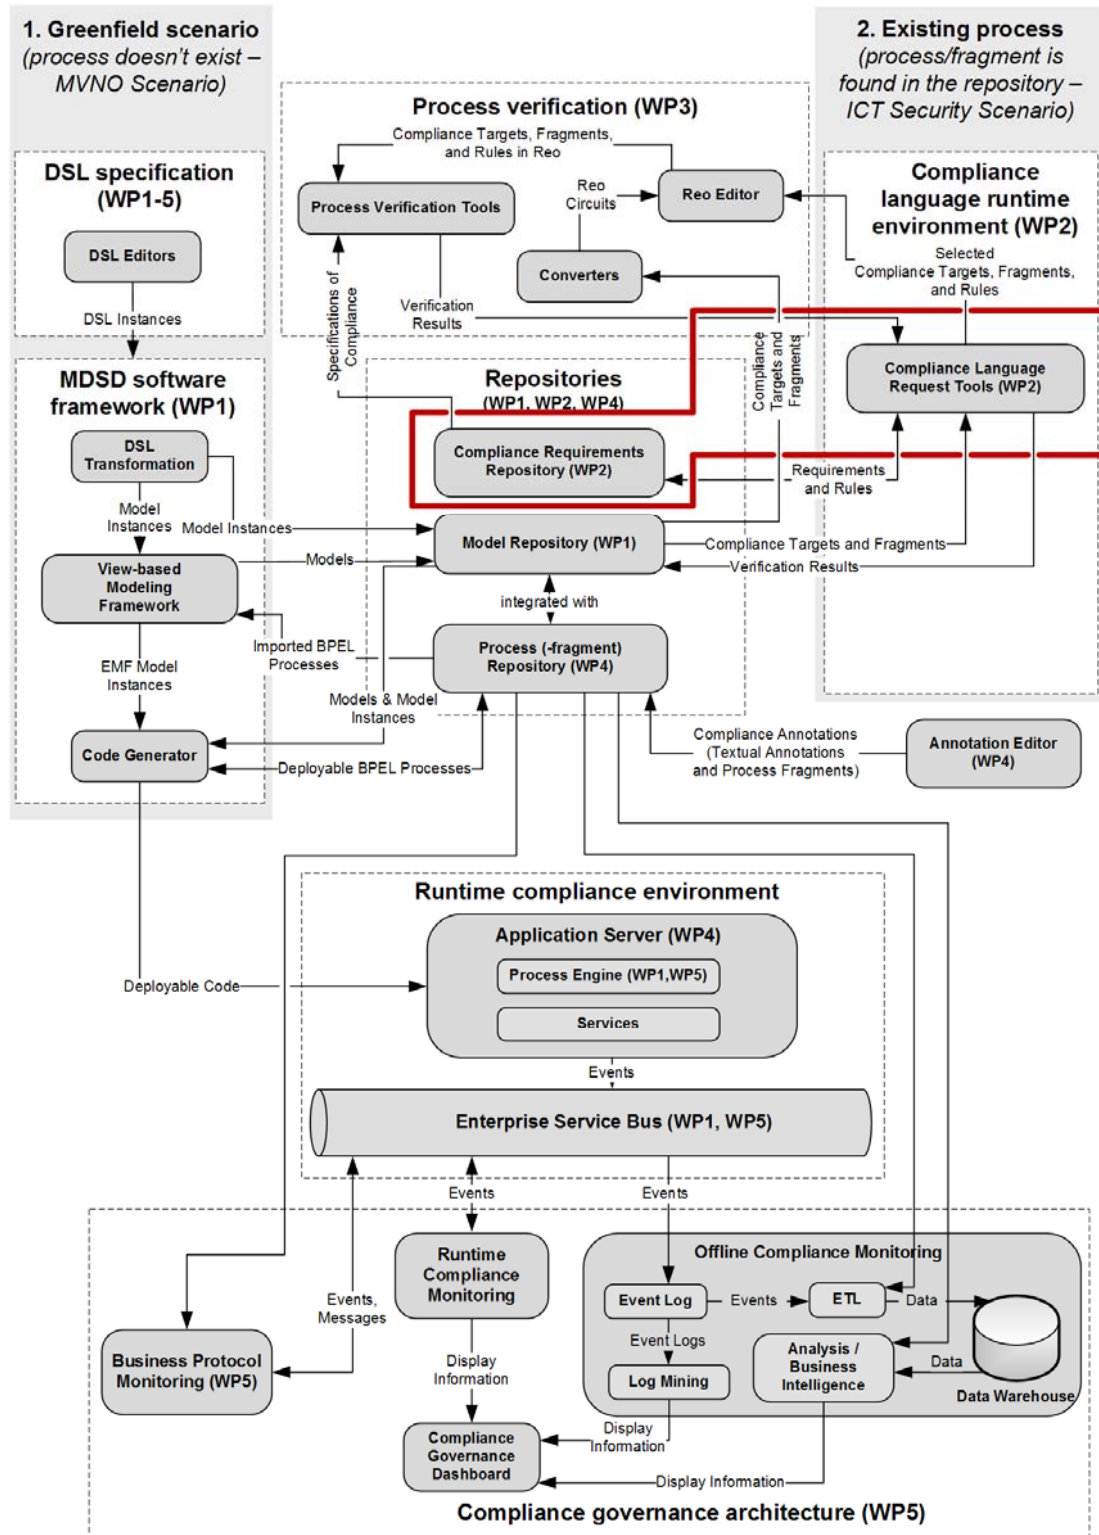 1. Greenfield scenario
(process doesn't exist –
MVNO Scenario)
2. Existing process
(process/fragment is
found in the repository –
ICT Security Scenario)
Process verification (WP3)
Compliance Targets, Fragments,
and Rules in Reo
Process Verification Tools
Reo
Circuits
Reo Editor
Converters
Verification
Results
Specifications of
Compliance
Compliance
Targets and
Fragments
DSL specification
(WP1-5)
DSL Editors
DSL Instances
Compliance
language runtime
environment (WP2)
Selected
Compliance Targets, Fragments,
and Rules
Compliance Language
Request Tools (WP2)
MDSD software
framework (WP1)
DSL
Transformation
Model
Instances
Model Instances
View-based
Modeling
Framework
Models
EMF Model
Instances
Code Generator
Repositories
(WP1, WP2, WP4)
Compliance Requirements
Repository (WP2)
Requirements
and Rules
Model Repository (WP1)
Compliance Targets and Fragments
Verification Results
integrated with
Process (-fragment)
Repository (WP4)
Imported BPEL
Processes
Models & Model
Instances
Deployable BPEL Processes
Compliance Annotations
(Textual Annotations
and Process Fragments)
Annotation Editor
(WP4)
Runtime compliance environment
Application Server (WP4)
Process Engine (WP1,WP5)
Services
Deployable Code
Events
Enterprise Service Bus (WP1, WP5)
Events
Events
Runtime
Compliance
Monitoring
Events,
Messages
Business Protocol
Monitoring (WP5)
Display
Information
Compliance
Governance
Dashboard
Offline Compliance Monitoring
Event Log
Events
ETL
Data
Event Logs
Log Mining
Analysis /
Business
Intelligence
Data
Data Warehouse
Display
Information
Display Information
Compliance governance architecture (WP5)